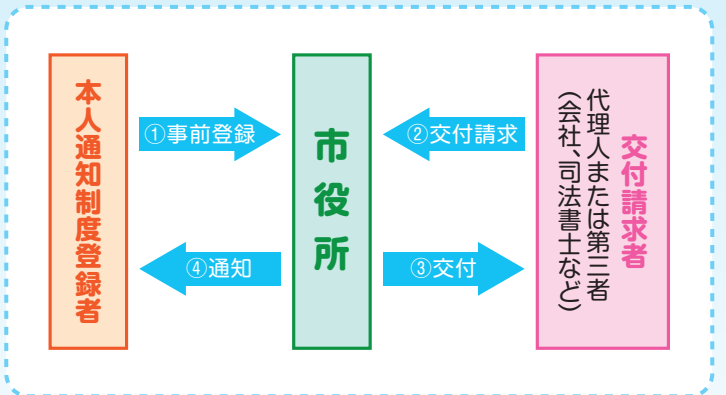 本人通知制度登録者
①事前登録
市役所
②交付請求
交付請求者
代理人または第三者
（会社、司法書士など）
④通知
③交付